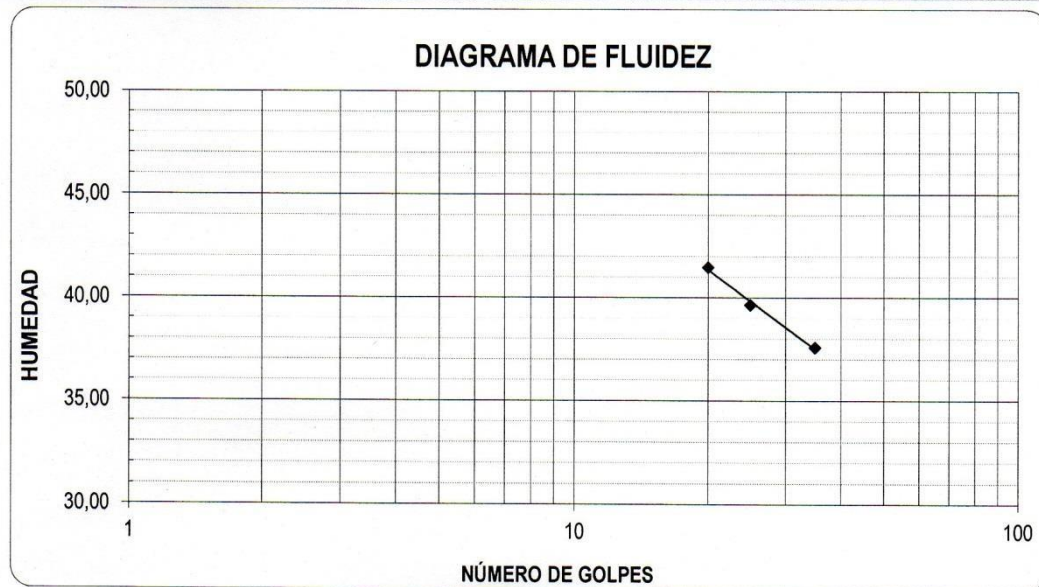 DIAGRAMA DE FLUIDEZ
50,00
45,00
40,00
35,00
30,00
HUMEDAD
1
10
100
NÚMERO DE GOLPES